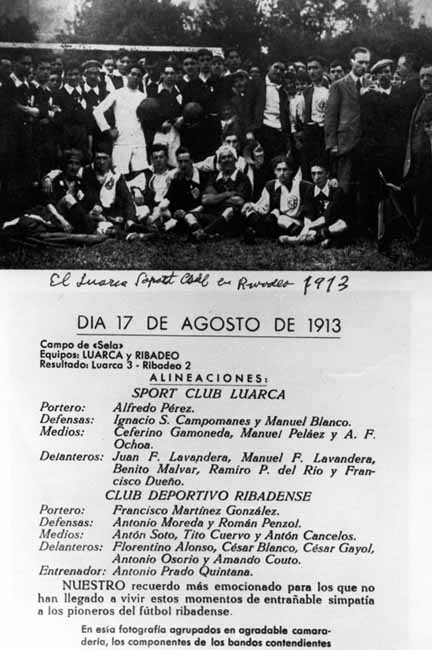 El Luarca Sport Club en Rivadeo 1913
DIA 17 DE AGOSTO DE 1913
Campo de «Sela»
Equipos: LUARCA y RIBADEO
Resultado: Luarca 3 - Ribadeo 2
ALINEACIONES:
SPORT CLUB LUARCA
Portero: Alfredo Pérez.
Defensas: Ignacio S. Campomanes y Manuel Blanco.
Medios: Ceferino Gamoneda, Manuel Peláez y A. F.
Ochoa.
Delanteros: Juan F. Lavandera, Manuel F. Lavandera,
Benito Malvar, Ramiro P. del Río y Fran-
cisco Dueño.
CLUB DEPORTIVO RIBADENSE
Portero: Francisco Martínez González.
Defensas: Antonio Moreda y Román Penzol.
Medios: Antón Soto, Tito Cuervo y Antón Cancelos.
Delanteros: Florentino Alonso, César Blanco, César Gayol,
Antonio Osorio y Amando Couto.
Entrenador: Antonio Prado Quintana.
NUESTRO recuerdo más emocionado para los que no
han llegado a vivir estos momentos de entrañable simpatía
a los pioneros del fútbol ribadense.
En esía fotografía agrupados en agradable camara-
dería, los componentes de los bandos contendientes